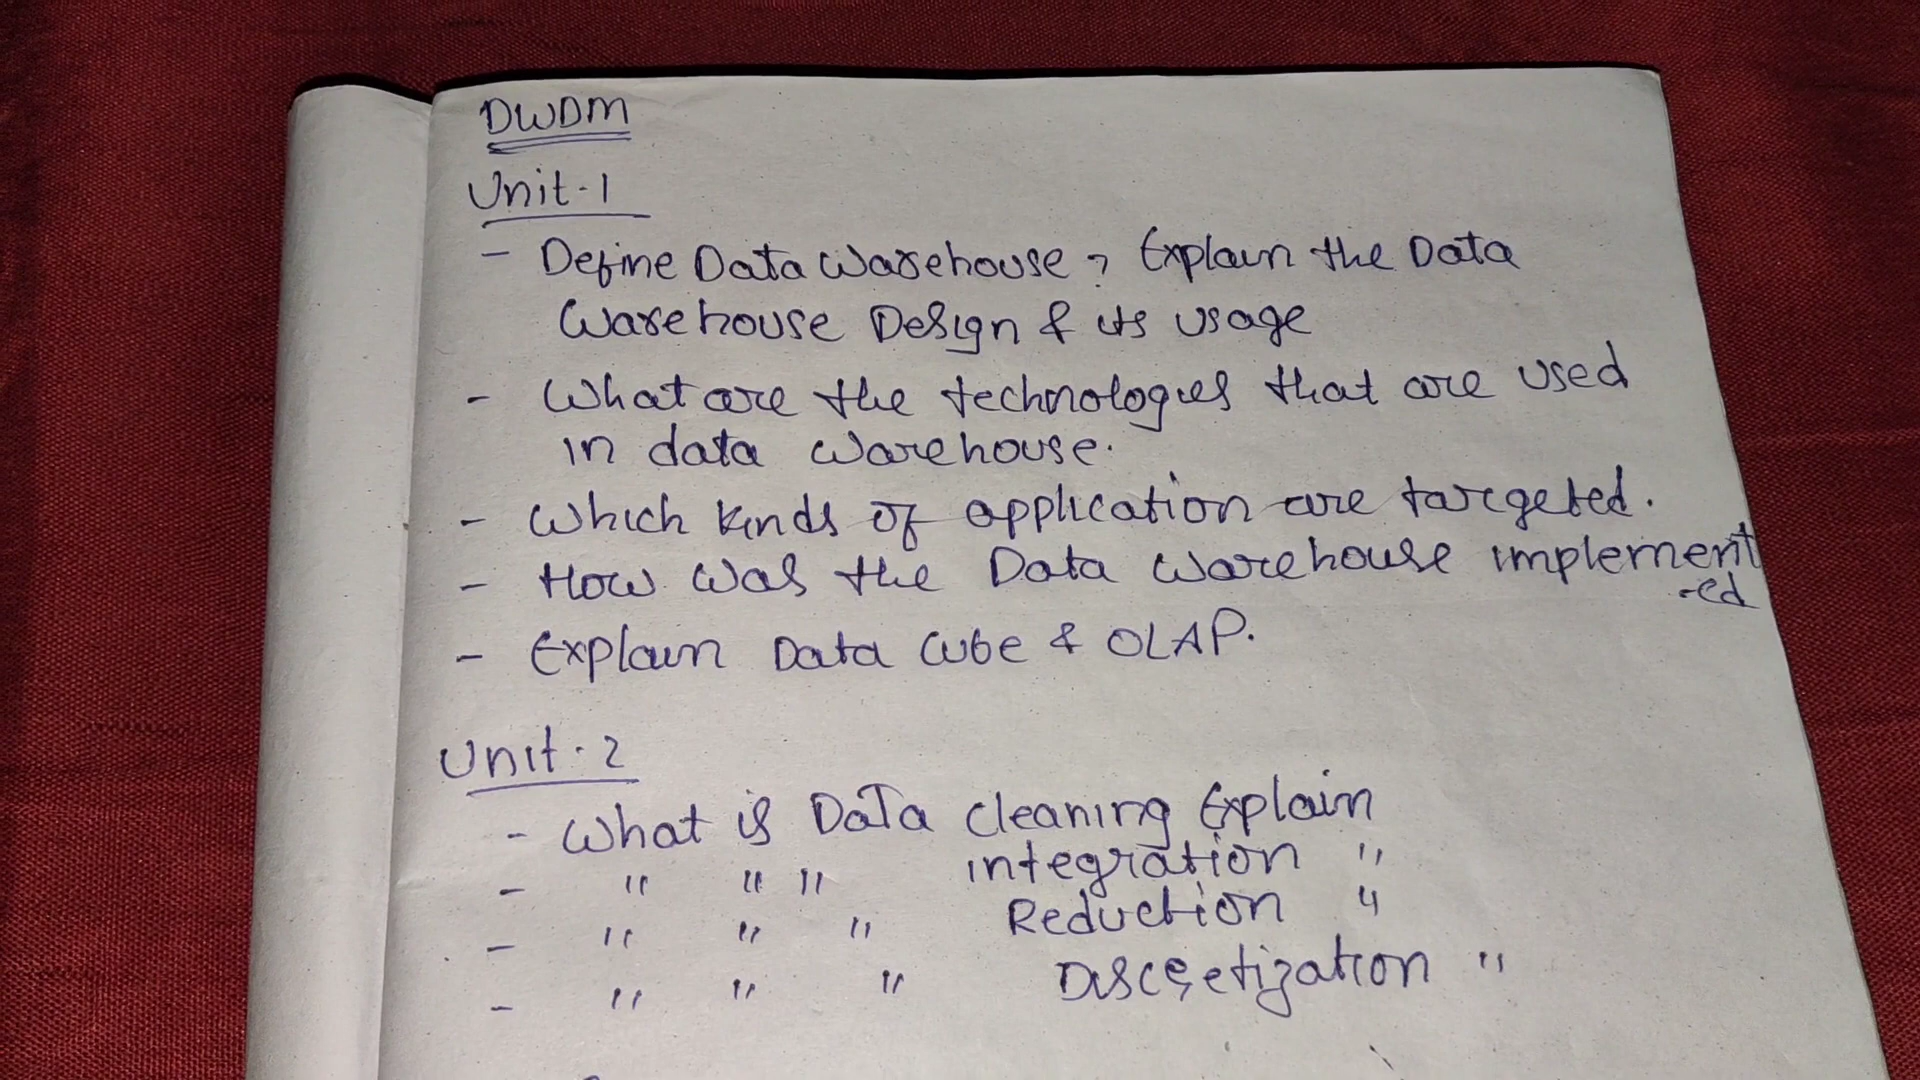 DWDM
Unit-1
- Define Data Warehouse ? Explain the Data
Warehouse Design & its usage
- What are the technologies that are used
in data warehouse.
- Which kinds of application are targeted.
- How was the Data warehouse implement
-ed
- Explain Data cube & OLAP.
Unit-2
- What is Data cleaning Explain
- " " " integration "
- " " " Reduction "
- " " " Discretization "